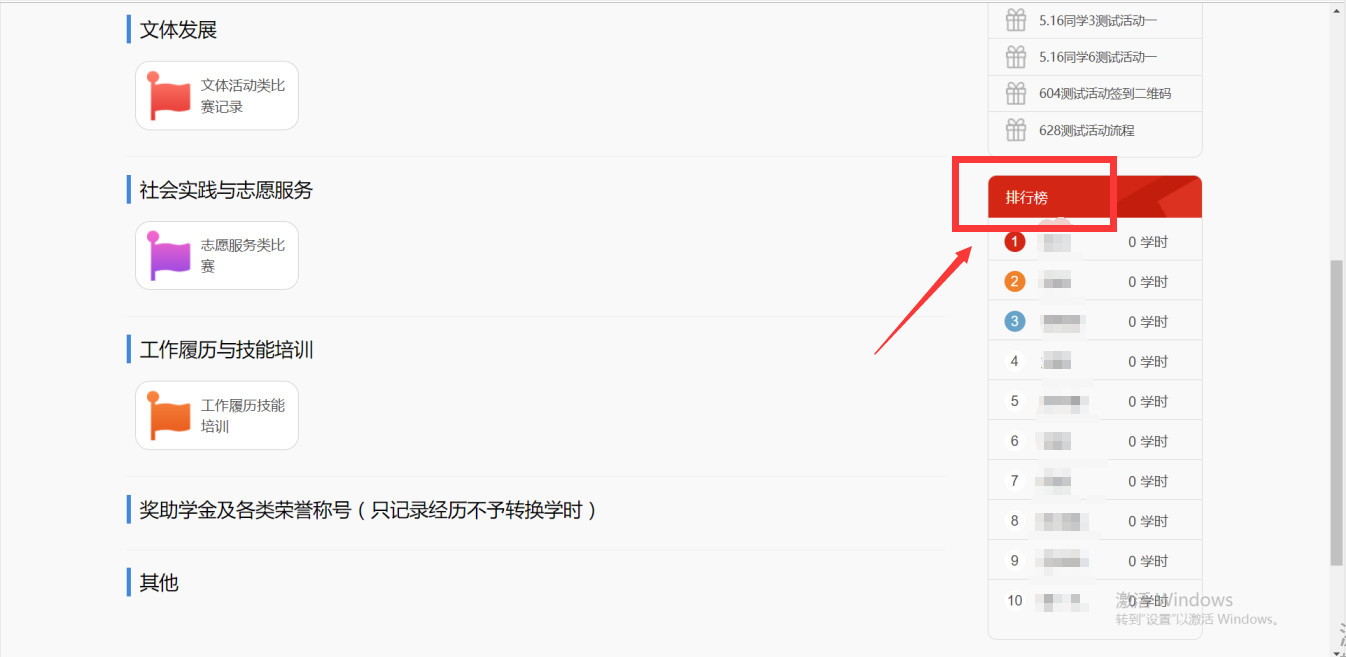 文体发展
文体活动类比
赛记录
社会实践与志愿服务
志愿服务类比
赛
工作履历与技能培训
工作履历技能
培训
奖助学金及各类荣誉称号（只记录经历不予转换学时）
其他
5.16同学3测试活动一
5.16同学6测试活动一
604测试活动签到二维码
628测试活动流程
排行榜
1 0 学时
2 0 学时
3 0 学时
4 0 学时
5 0 学时
6 0 学时
7 0 学时
8 0 学时
9 0 学时
10 0 学时
激活 Windows
转到"设置"以激活 Windows。